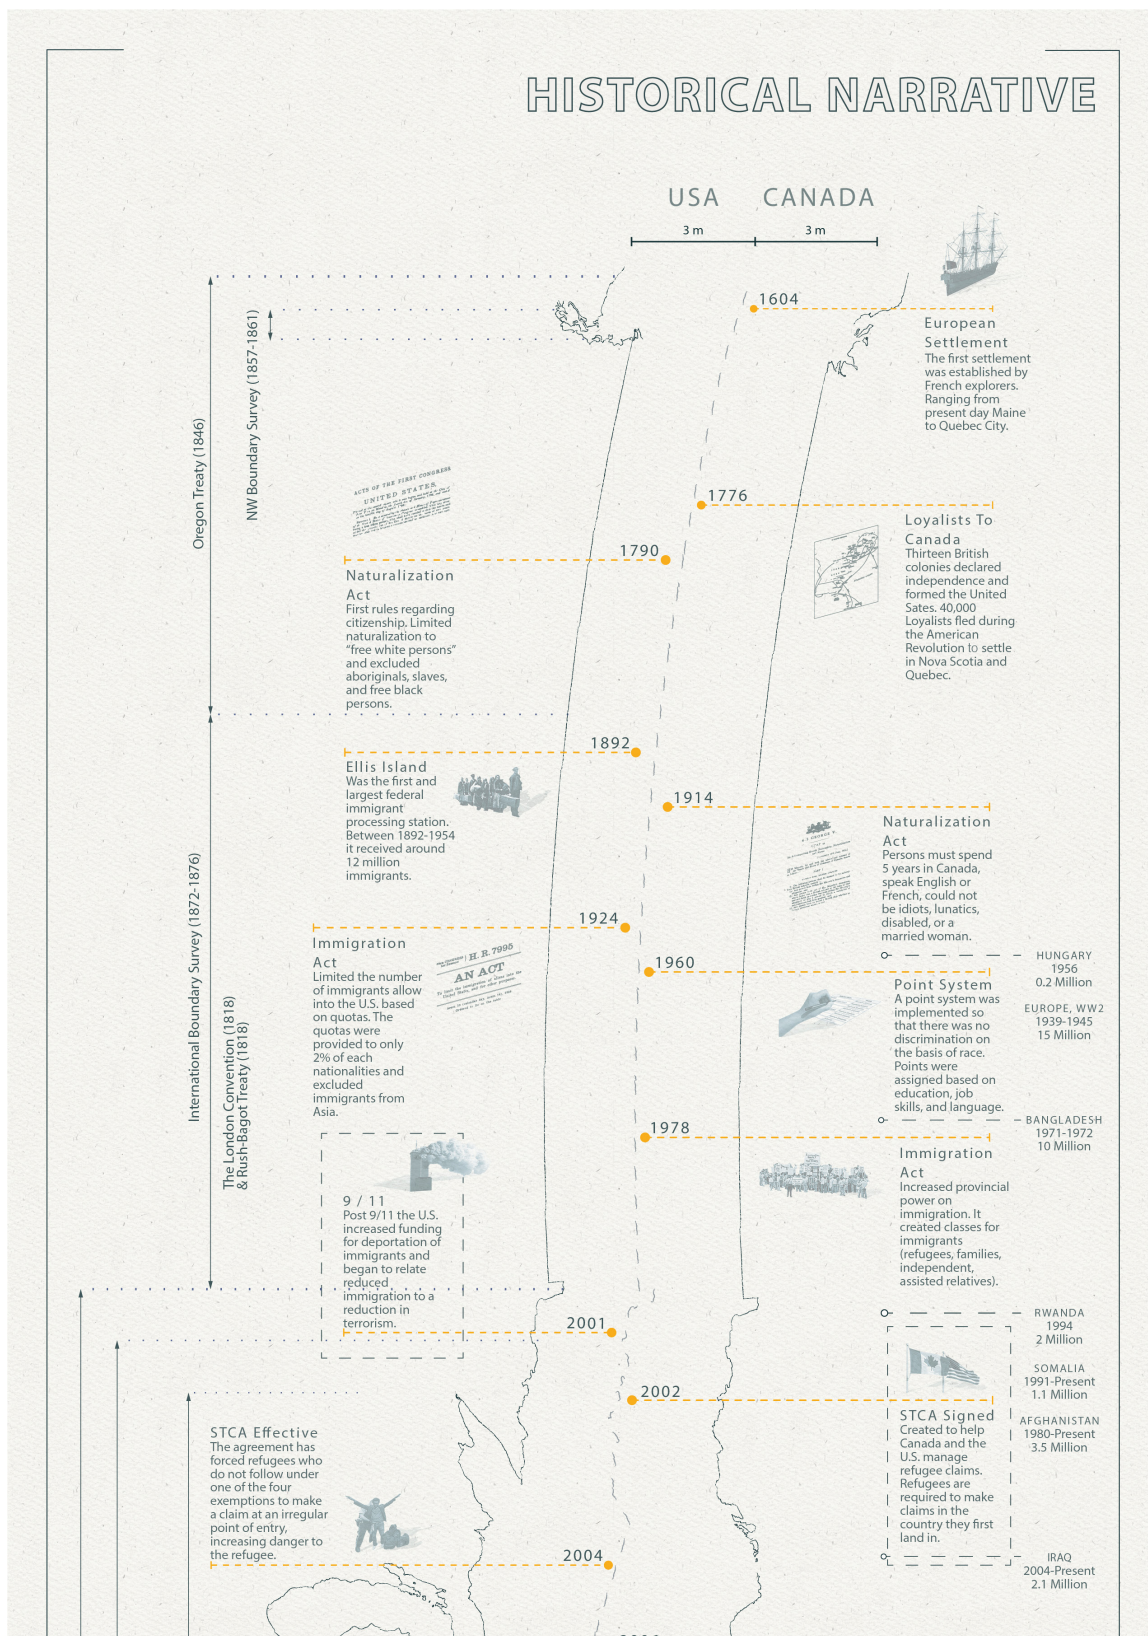 HISTORICAL NARRATIVE
USA CANADA
3 m 3 m
1604
European
Settlement
The first settlement
was established by
French explorers.
Ranging from
present day Maine
to Quebec City.
Oregon Treaty (1846)
NW Boundary Survey (1857-1861)
ACTS OF THE FIRST CONGRESS
UNITED STATES.
1776
Loyalists To
Canada
Thirteen British
colonies declared
independence and
formed the United
Sates. 40,000
Loyalists fled during
the American
Revolution to settle
in Nova Scotia and
Quebec.
1790
Naturalization
Act
First rules regarding
citizenship. Limited
naturalization to
“free white persons”
and excluded
aboriginals, slaves,
and free black
persons.
1892
Ellis Island
Was the first and
largest federal
immigrant
processing station.
Between 1892-1954
it received around
12 million
immigrants.
1914
Naturalization
Act
Persons must spend
5 years in Canada,
speak English or
French, could not
be idiots, lunatics,
disabled, or a
married woman.
International Boundary Survey (1872-1876)
The London Convention (1818)
& Rush-Bagot Treaty (1818)
1924
Immigration
Act
Limited the number
of immigrants allow
into the U.S. based
on quotas. The
quotas were
provided to only
2% of each
nationalities and
excluded
immigrants from
Asia.
H. R. 7995
AN ACT
1960
Point System
A point system was
implemented so
that there was no
discrimination on
the basis of race.
Points were
assigned based on
education, job
skills, and language.
HUNGARY
1956
0.2 Million
EUROPE, WW2
1939-1945
15 Million
BANGLADESH
1971-1972
10 Million
1978
Immigration
Act
Increased provincial
power on
immigration. It
created classes for
immigrants
(refugees, families,
independent,
assisted relatives).
9 / 11
Post 9/11 the U.S.
increased funding
for deportation of
immigrants and
began to relate
reduced
immigration to a
reduction in
terrorism.
2001
RWANDA
1994
2 Million
SOMALIA
1991-Present
1.1 Million
AFGHANISTAN
1980-Present
3.5 Million
2002
STCA Signed
Created to help
Canada and the
U.S. manage
refugee claims.
Refugees are
required to make
claims in the
country they first
land in.
STCA Effective
The agreement has
forced refugees who
do not follow under
one of the four
exemptions to make
a claim at an irregular
point of entry,
increasing danger to
the refugee.
2004
IRAQ
2004-Present
2.1 Million